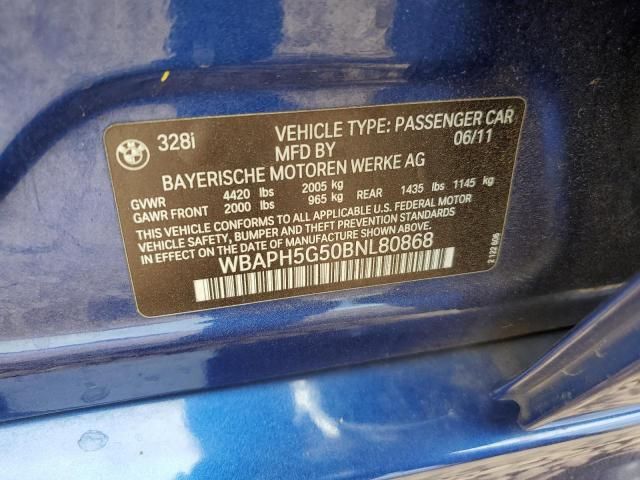 BMW
328i
VEHICLE TYPE: PASSENGER CAR
MFD BY 06/11
BAYERISCHE MOTOREN WERKE AG
GVWR 4420 lbs 2005 kg
GAWR FRONT 2000 lbs 965 kg REAR 1435 lbs 1145 kg
THIS VEHICLE CONFORMS TO ALL APPLICABLE U.S. FEDERAL MOTOR
VEHICLE SAFETY, BUMPER AND THEFT PREVENTION STANDARDS
IN EFFECT ON THE DATE OF MANUFACTURE SHOWN ABOVE.
WBAPH5G50BNL80868